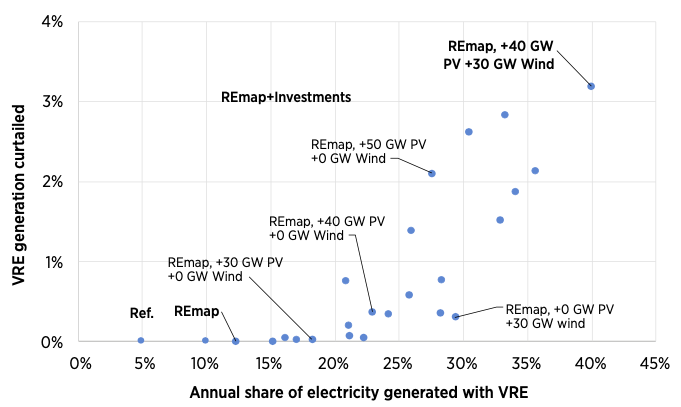 4%
REmap, +40 GW
PV +30 GW Wind
3%
REmap+Investments
REmap, +50 GW PV
+0 GW Wind
2%
REmap, +40 GW PV
+0 GW Wind
REmap, +30 GW PV
+0 GW Wind
1%
Ref.
REmap
REmap, +0 GW PV
+30 GW wind
0%
0% 5% 10% 15% 20% 25% 30% 35% 40% 45%
Annual share of electricity generated with VRE
VRE generation curtailed